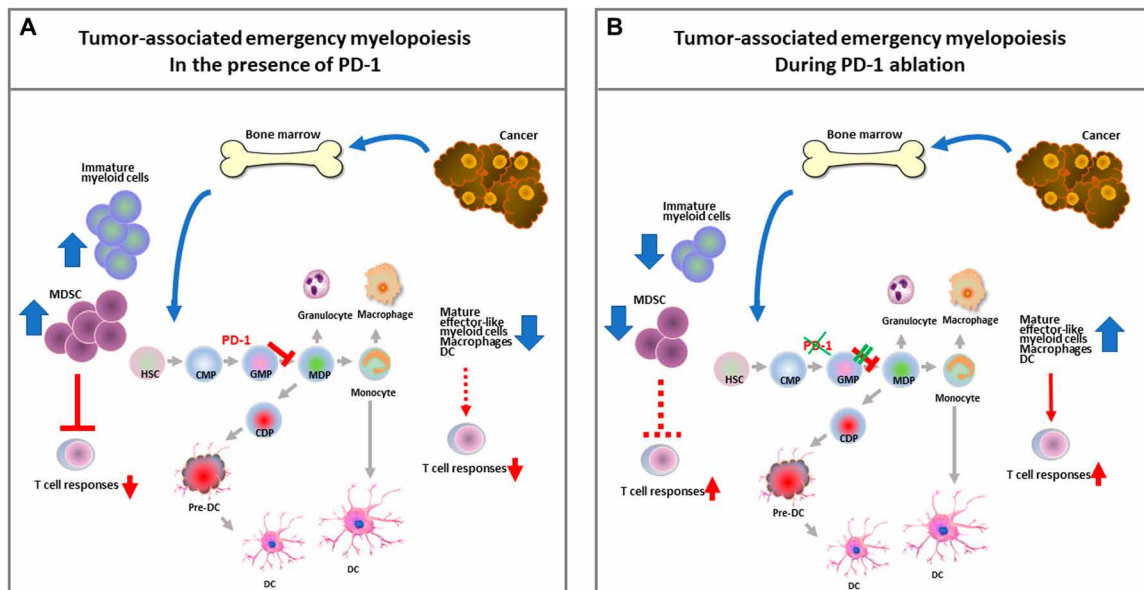 A
Tumor-associated emergency myelopoiesis
In the presence of PD-1
Bone marrow
Cancer
Immature
myeloid cells
MDSC
Granulocyte
Macrophage
Mature
effector-like
myeloid cells
Macrophages
DC
PD-1
HSC
CMP
GMP
MDP
Monocyte
CDP
T cell responses
T cell responses
Pre-DC
DC
DC
B
Tumor-associated emergency myelopoiesis
During PD-1 ablation
Bone marrow
Cancer
Immature
myeloid cells
MDSC
Granulocyte
Macrophage
Mature
effector-like
myeloid cells
Macrophages
DC
PD-1
HSC
CMP
GMP
MDP
Monocyte
CDP
T cell responses
T cell responses
Pre-DC
DC
DC